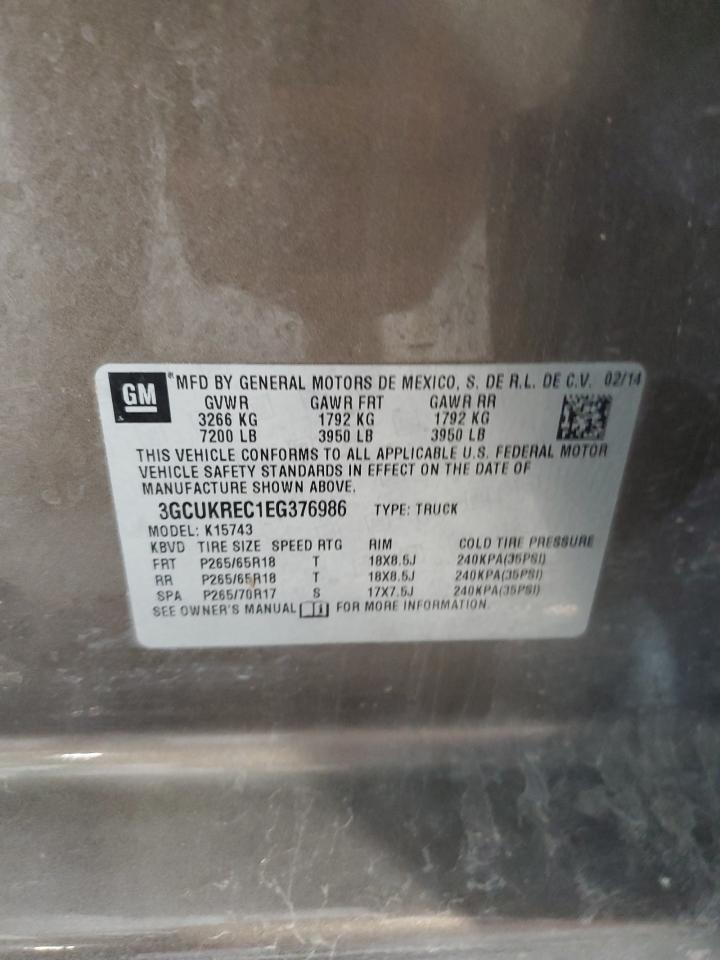 GM ® MFD BY GENERAL MOTORS DE MEXICO, S. DE R.L. DE C.V. 02/14
GVWR GAWR FRT GAWR RR
3266 KG 1792 KG 1792 KG
7200 LB 3950 LB 3950 LB
THIS VEHICLE CONFORMS TO ALL APPLICABLE U.S. FEDERAL MOTOR
VEHICLE SAFETY STANDARDS IN EFFECT ON THE DATE OF
MANUFACTURE SHOWN ABOVE.
3GCUKREC1EG376986 TYPE: TRUCK
MODEL: K15743
KBVD TIRE SIZE SPEED RTG RIM COLD TIRE PRESSURE
FRT P265/65R18 T 18X8.5J 240KPA(35PSI)
RR P265/65R18 T 18X8.5J 240KPA(35PSI)
SPA P265/70R17 S 17X7.5J 240KPA(35PSI)
SEE OWNER'S MANUAL FOR MORE INFORMATION.